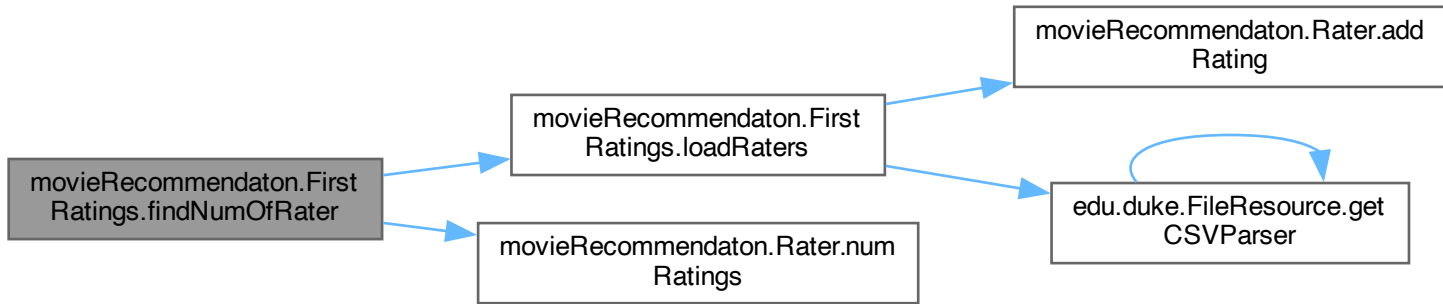 movieRecommendaton.First
Ratings.findNumOfRater
movieRecommendaton.First
Ratings.loadRaters
movieRecommendaton.Rater.num
Ratings
movieRecommendaton.Rater.add
Rating
edu.duke.FileResource.get
CSVParser